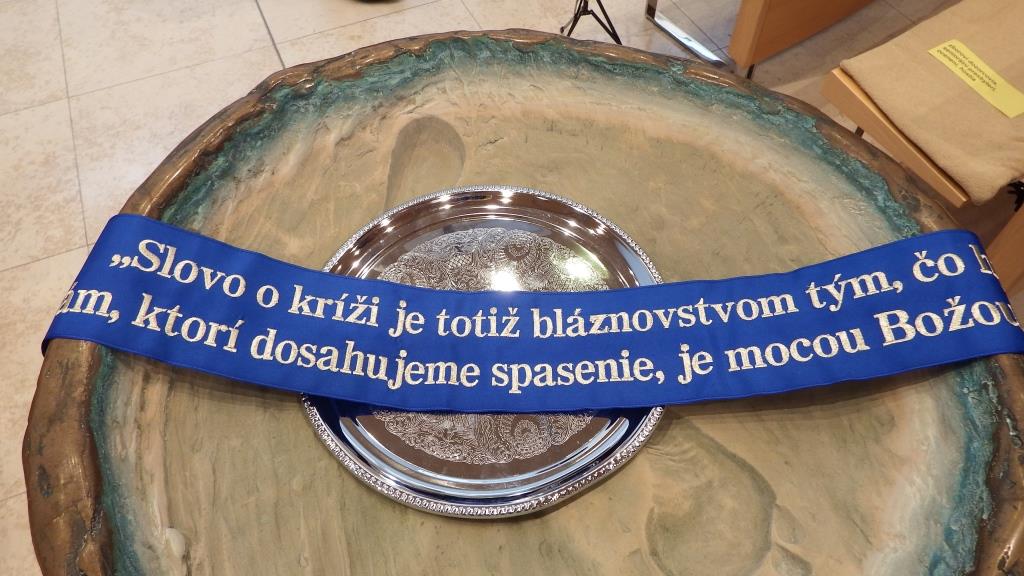 „Slovo o kríži je totiž bláznovstvom tým, čo
ktorí dosahujeme spasenie, je mocou Božou